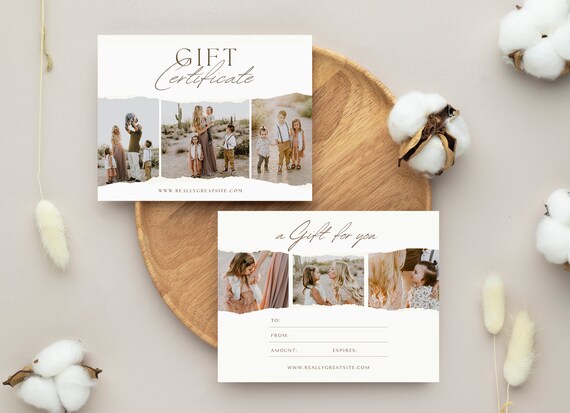 GIFT
Certificate
WWW.REALLYGREATSITE.COM
a Gift for you
TO:
FROM:
AMOUNT: EXPIRES:
WWW.REALLYGREATSITE.COM